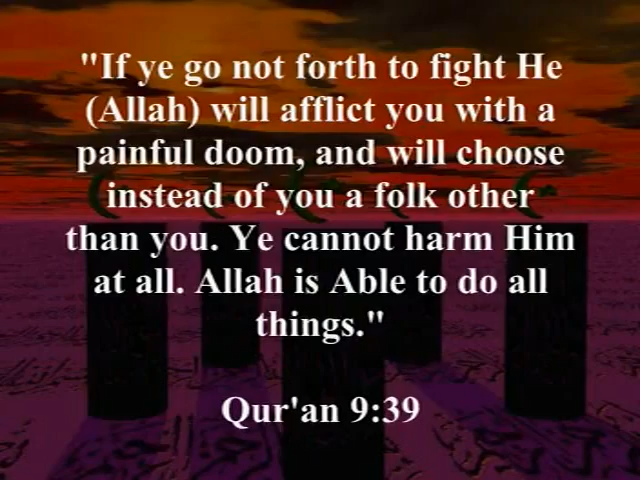 "If ye go not forth to fight He
(Allah) will afflict you with a
painful doom, and will choose
instead of you a folk other
than you. Ye cannot harm Him
at all. Allah is Able to do all
things."
Qur'an 9:39